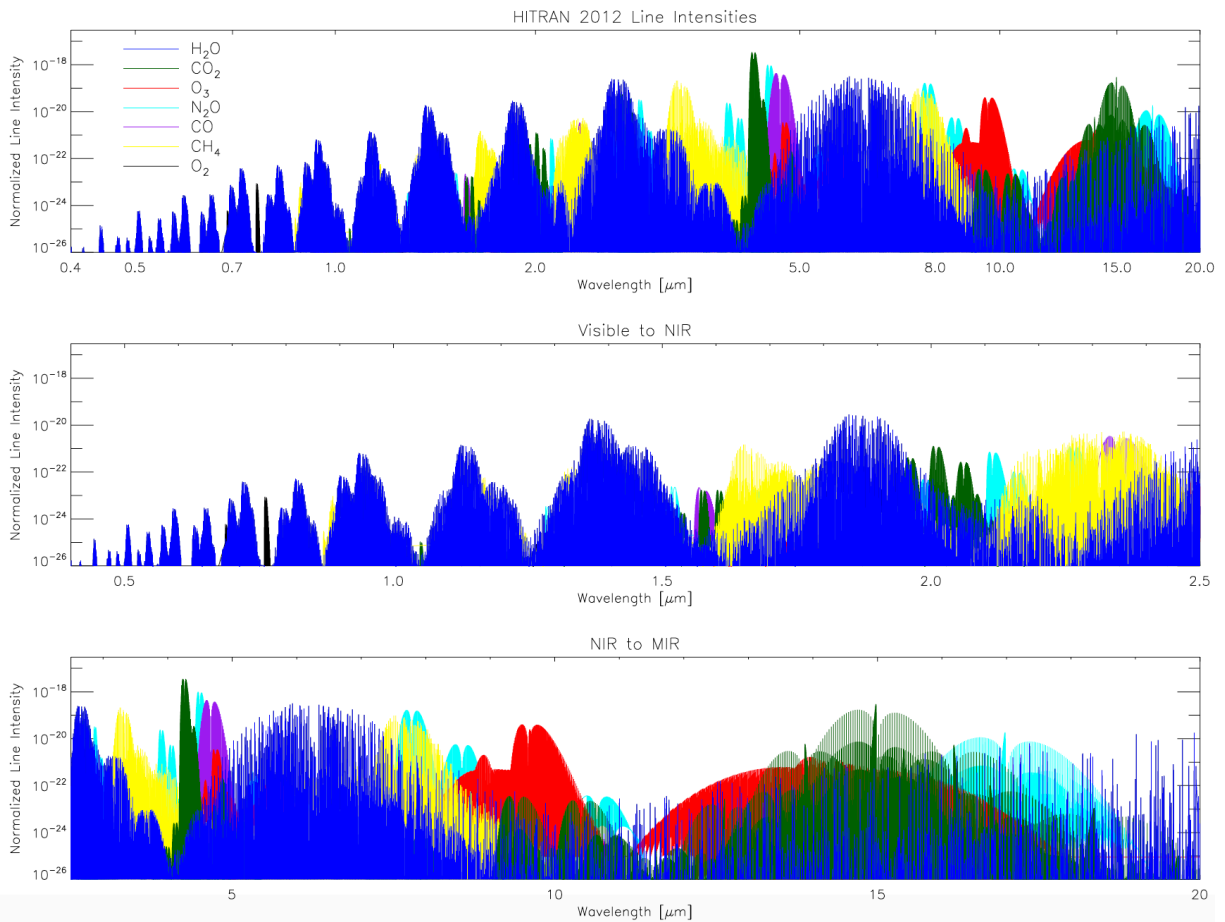 HITRAN 2012 Line Intensities
Normalized Line Intensity
10⁻¹⁸
10⁻²⁰
10⁻²²
10⁻²⁴
10⁻²⁶
H₂O
CO₂
O₃
N₂O
CO
CH₄
O₂
0.4 0.5 0.7 1.0 2.0 5.0 8.0 10.0 15.0 20.0
Wavelength [μm]
Visible to NIR
Normalized Line Intensity
10⁻¹⁸
10⁻²⁰
10⁻²²
10⁻²⁴
10⁻²⁶
0.5 1.0 1.5 2.0 2.5
Wavelength [μm]
NIR to MIR
Normalized Line Intensity
10⁻¹⁸
10⁻²⁰
10⁻²²
10⁻²⁴
10⁻²⁶
5 10 15 20
Wavelength [μm]